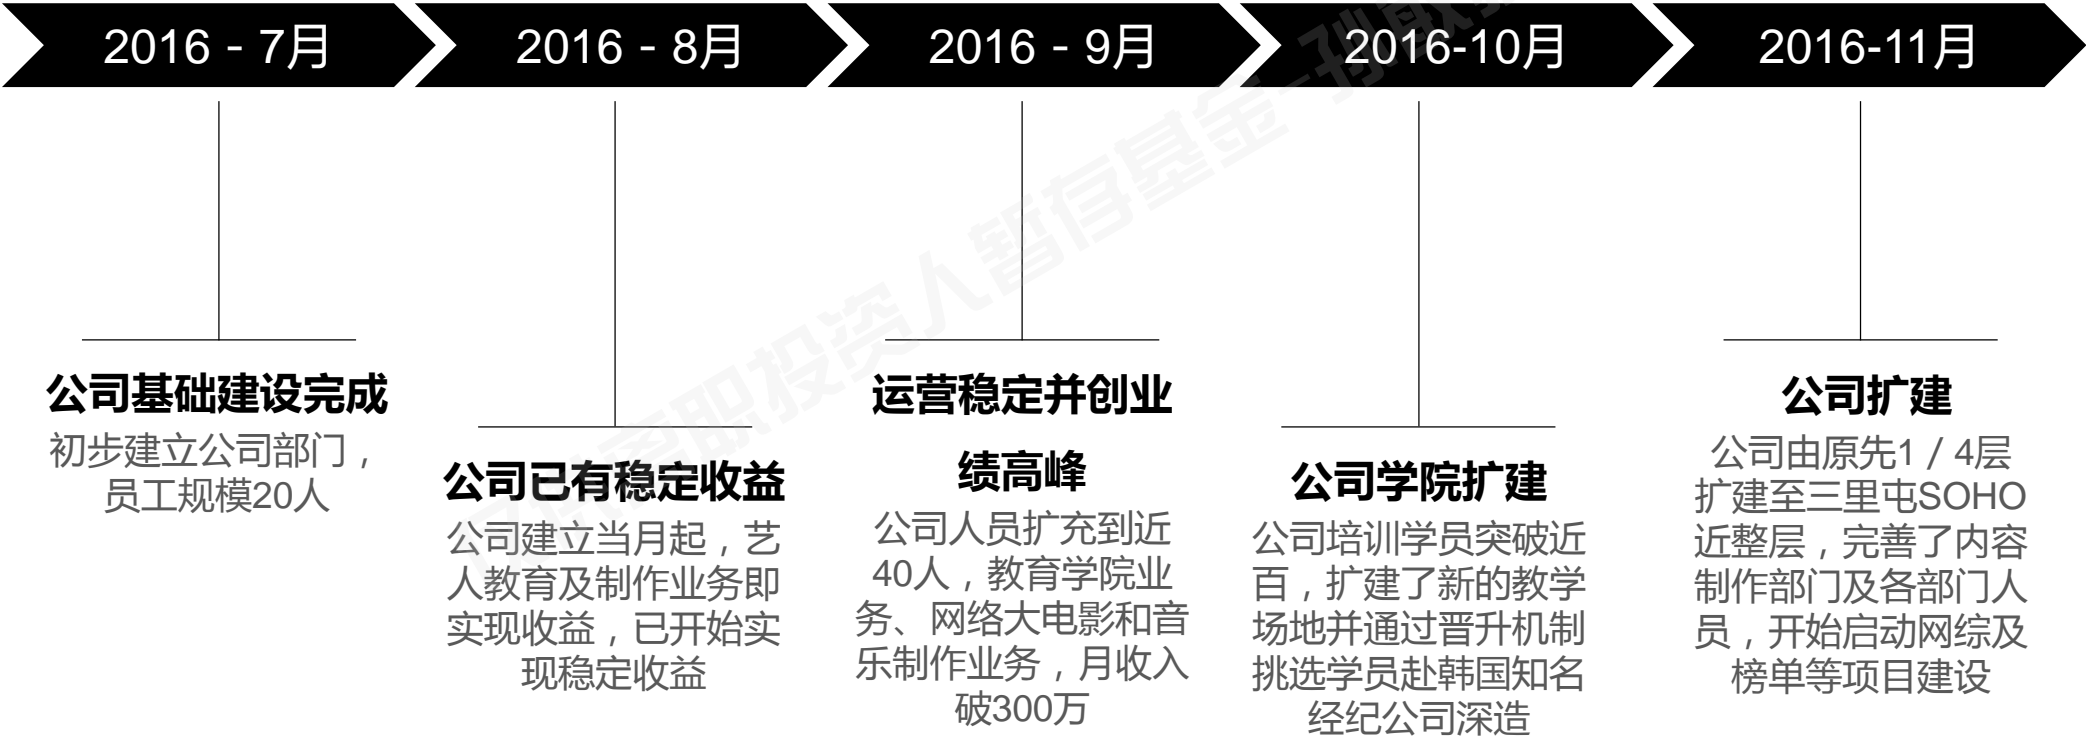 2016 - 7月
2016 - 8月
2016 - 9月
2016-10月
2016-11月
公司基础建设完成
初步建立公司部门，
员工规模20人
公司已有稳定收益
公司建立当月起，艺
人教育及制作业务即
实现收益，已开始实
现稳定收益
运营稳定并创业
绩高峰
公司人员扩充到近
40人，教育学院业
务、网络大电影和音
乐制作业务，月收入
破300万
公司学院扩建
公司培训学员突破近
百，扩建了新的教学
场地并通过晋升机制
挑选学员赴韩国知名
经纪公司深造
公司扩建
公司由原先1／4层
扩建至三里屯SOHO
近整层，完善了内容
制作部门及各部门人
员，开始启动网综及
榜单等项目建设
职投资人暂存基金-孙